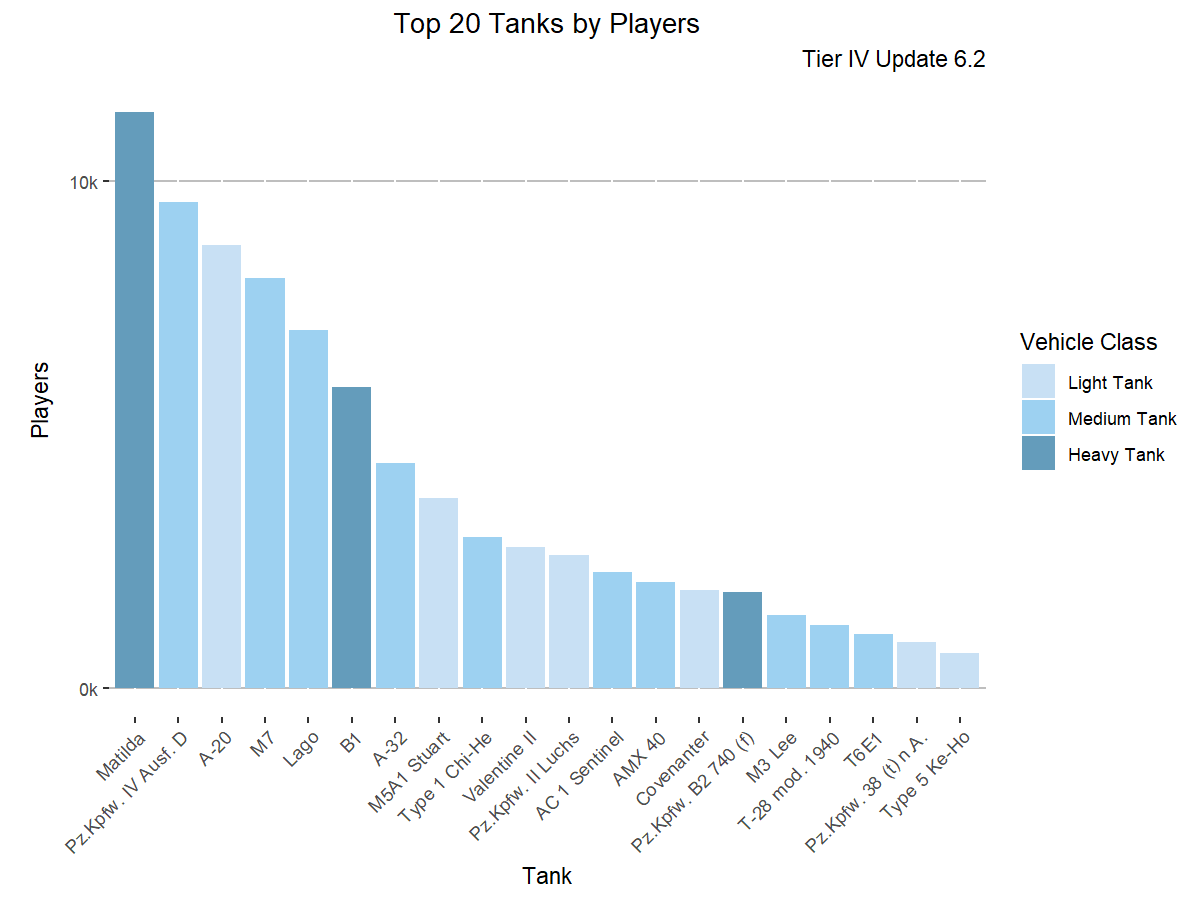 Top 20 Tanks by Players
Tier IV Update 6.2
10k
0k
Players
Matilda
Pz.Kpfw. IV Ausf. D
A-20
M7
Lago
B1
A-32
M5A1 Stuart
Type 1 Chi-He
Valentine II
Pz.Kpfw. II Luchs
AC 1 Sentinel
AMX 40
Covenanter
Pz.Kpfw. B2 740 (f)
M3 Lee
T-28 mod. 1940
T6E1
Pz.Kpfw. 38 (t) n.A.
Type 5 Ke-Ho
Tank
Vehicle Class
Light Tank
Medium Tank
Heavy Tank